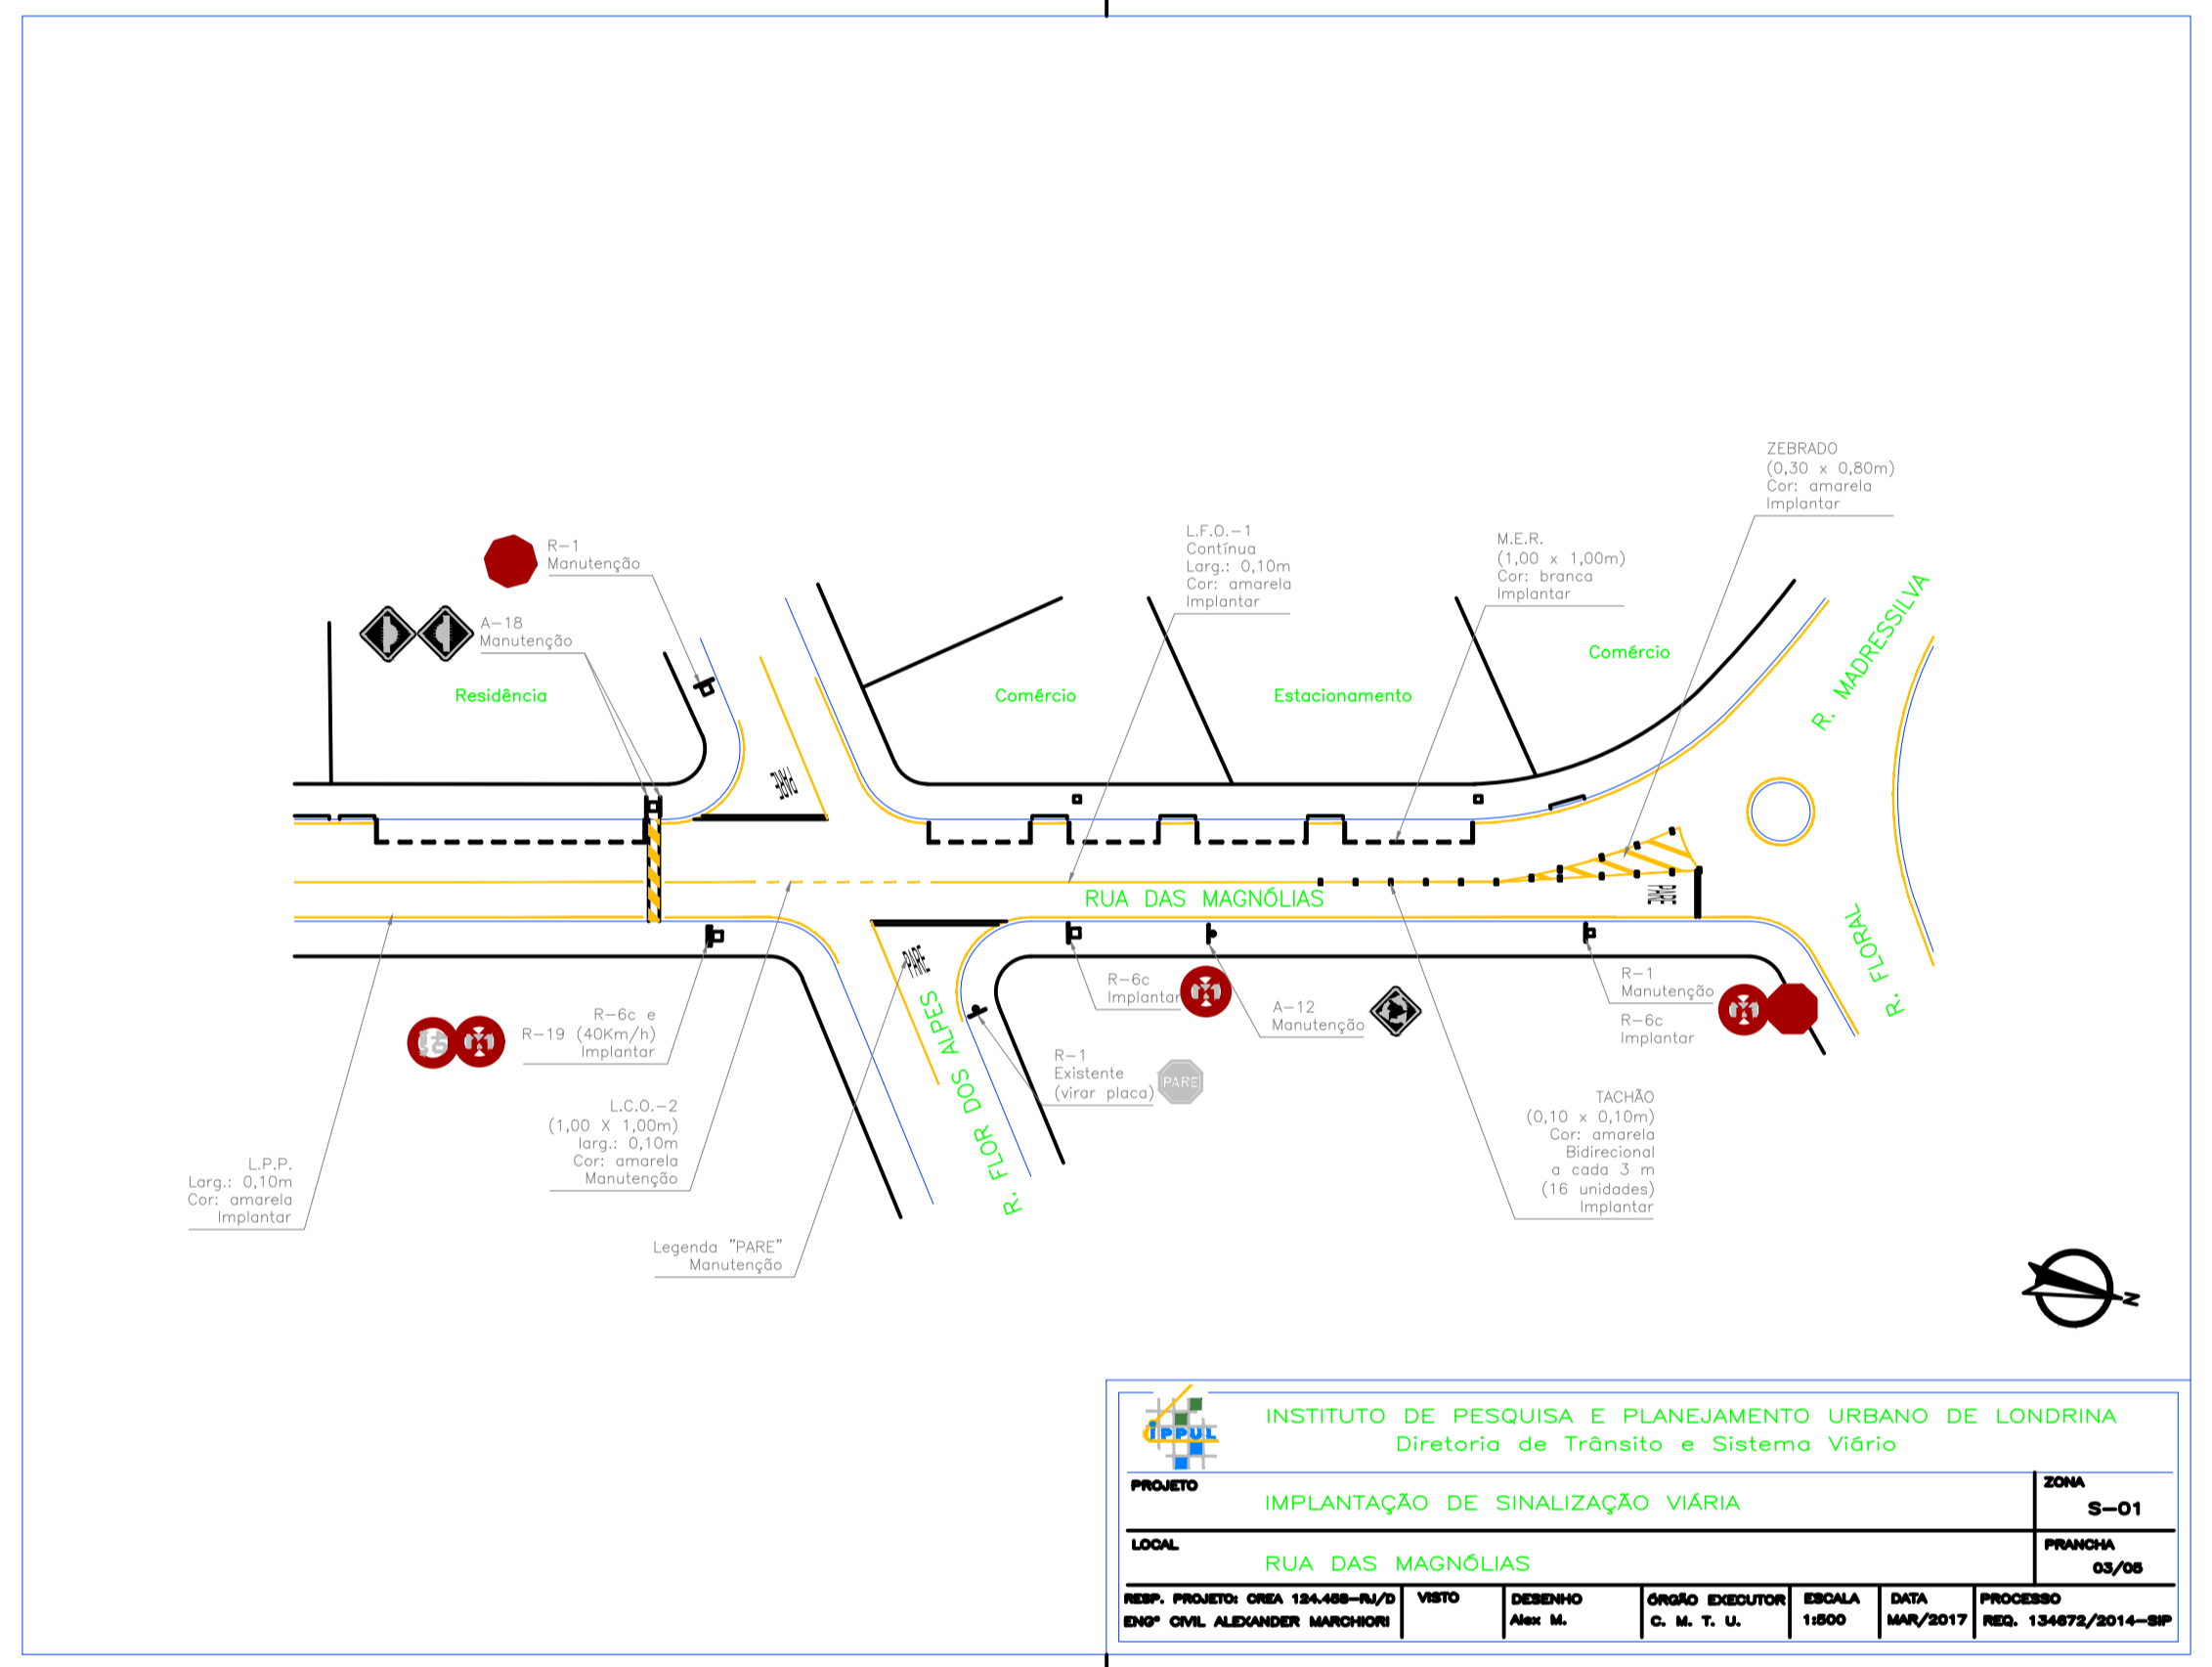 ZEBRADO
(0,30 x 0,80m)
Cor: amarela
Implantar
L.F.O.-1
Contínua
Larg.: 0,10m
Cor: amarela
Implantar
M.E.R.
(1,00 x 1,00m)
Cor: branca
Implantar
R-1
Manutenção
A-18
Manutenção
Residência
Comércio
Estacionamento
Comércio
R. MADRESSILVA
PARE
RUA DAS MAGNÓLIAS
PARE
R. FLORAL
PARE
R. FLOR DOS ALPES
R-6c
Implantar
A-12
Manutenção
R-1
Manutenção
R-6c
Implantar
R-6c e
R-19 (40Km/h)
Implantar
R-1
Existente
(virar placa)
PARE
L.C.O.-2
(1,00 X 1,00m)
larg.: 0,10m
Cor: amarela
Manutenção
TACHÃO
(0,10 x 0,10m)
Cor: amarela
Bidirecional
a cada 3 m
(16 unidades)
Implantar
L.P.P.
Larg.: 0,10m
Cor: amarela
Implantar
Legenda "PARE"
Manutenção
N
IPPUL
INSTITUTO DE PESQUISA E PLANEJAMENTO URBANO DE LONDRINA
Diretoria de Trânsito e Sistema Viário
PROJETO
IMPLANTAÇÃO DE SINALIZAÇÃO VIÁRIA
ZONA
S-01
LOCAL
RUA DAS MAGNÓLIAS
PRANCHA
03/05
RESP. PROJETO: CREA 124.458-RJ/D
ENGº CIVIL ALEXANDER MARCHIORI
VISTO
DESENHO
Alex M.
ÓRGÃO EXECUTOR
C. M. T. U.
ESCALA
1:500
DATA
MAR/2017
PROCESSO
REQ. 134672/2014-SIP